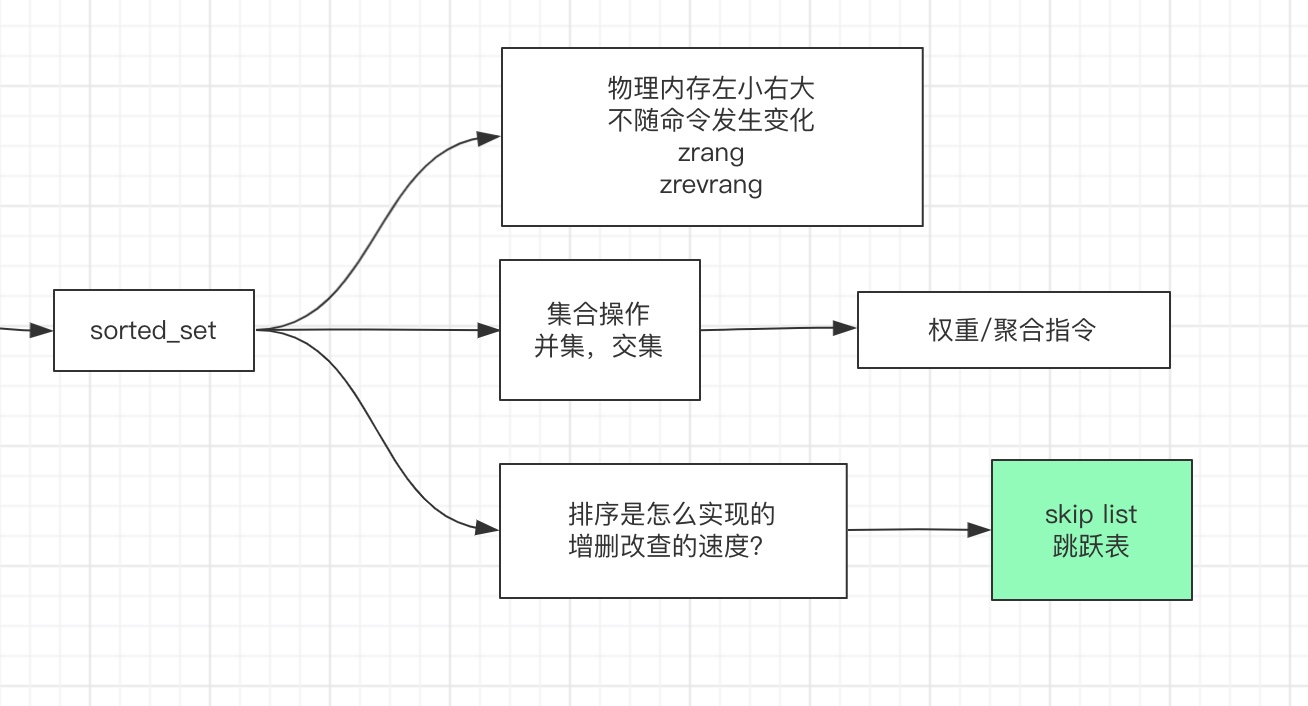 物理内存左小右大
不随命令发生变化
zrang
zrevrang
sorted_set
集合操作
并集，交集
权重/聚合指令
排序是怎么实现的
增删改查的速度？
skip list
跳跃表